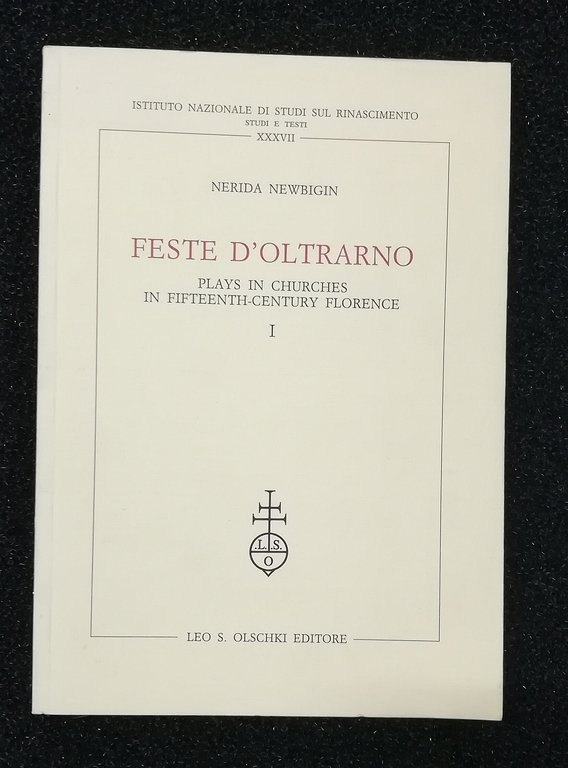 ISTITUTO NAZIONALE DI STUDI SUL RINASCIMENTO
STUDI E TESTI
XXXVII
NERIDA NEWBIGIN
FESTE D'OLTRARNO
PLAYS IN CHURCHES
IN FIFTEENTH-CENTURY FLORENCE
I
.L. S.
O
LEO S. OLSCHKI EDITORE